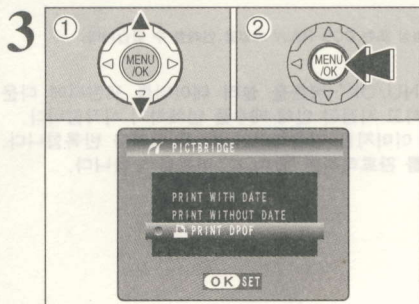 3
① ②
MENU
/OK
MENU
/OK
PICTBRIDGE
PRINT WITH DATE
PRINT WITHOUT DATE
PRINT DPOF
OK SET